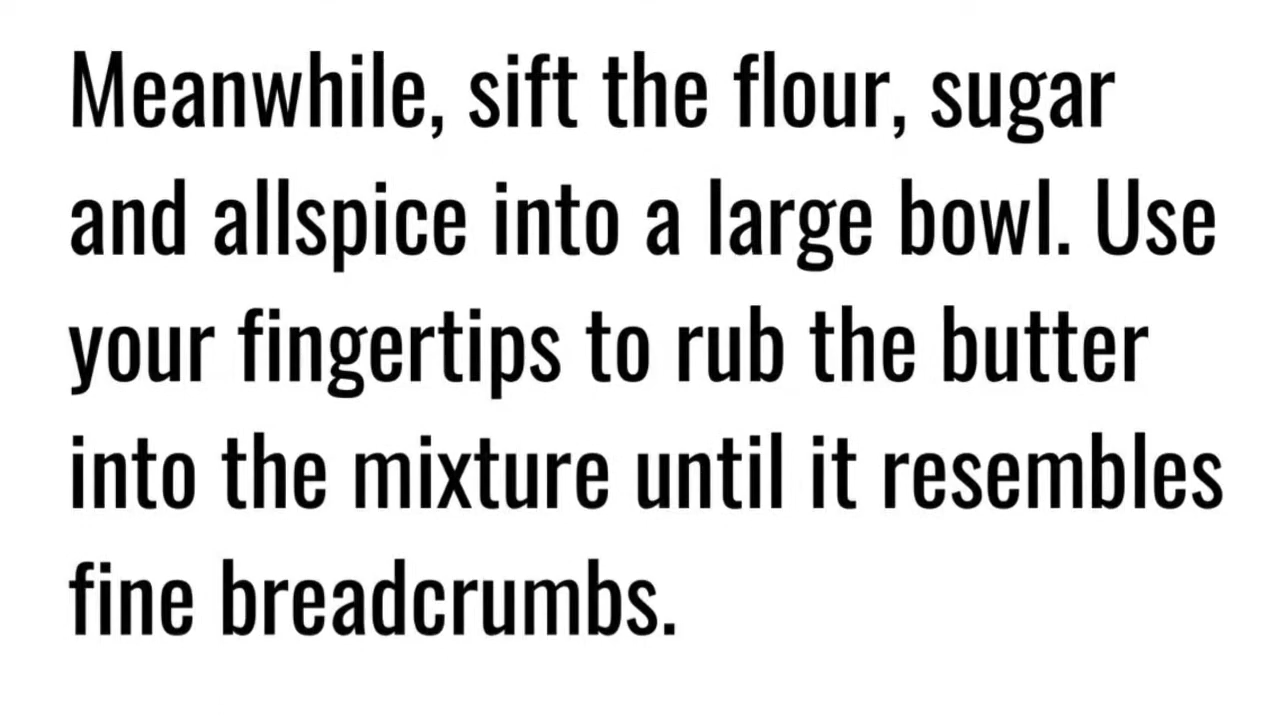 Meanwhile, sift the flour, sugar
and allspice into a large bowl. Use
your fingertips to rub the butter
into the mixture until it resembles
fine breadcrumbs.